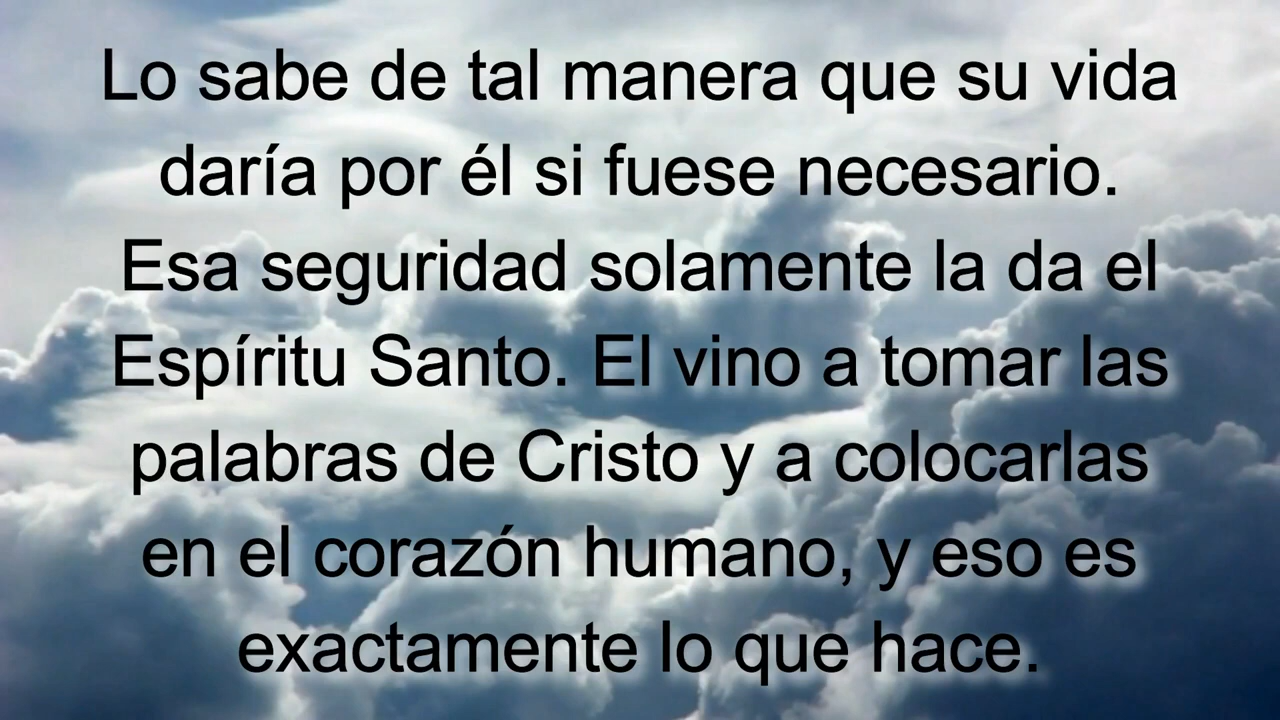 Lo sabe de tal manera que su vida
daría por él si fuese necesario.
Esa seguridad solamente la da el
Espíritu Santo. El vino a tomar las
palabras de Cristo y a colocarlas
en el corazón humano, y eso es
exactamente lo que hace.